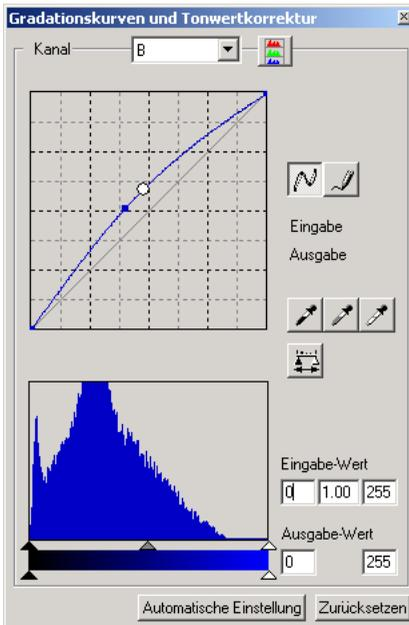 Gradationskurven und Tonwertkorrektur
Kanal
B
Eingabe
Ausgabe
Eingabe-Wert
0 1.00 255
Ausgabe-Wert
0 255
Automatische Einstellung Zurücksetzen